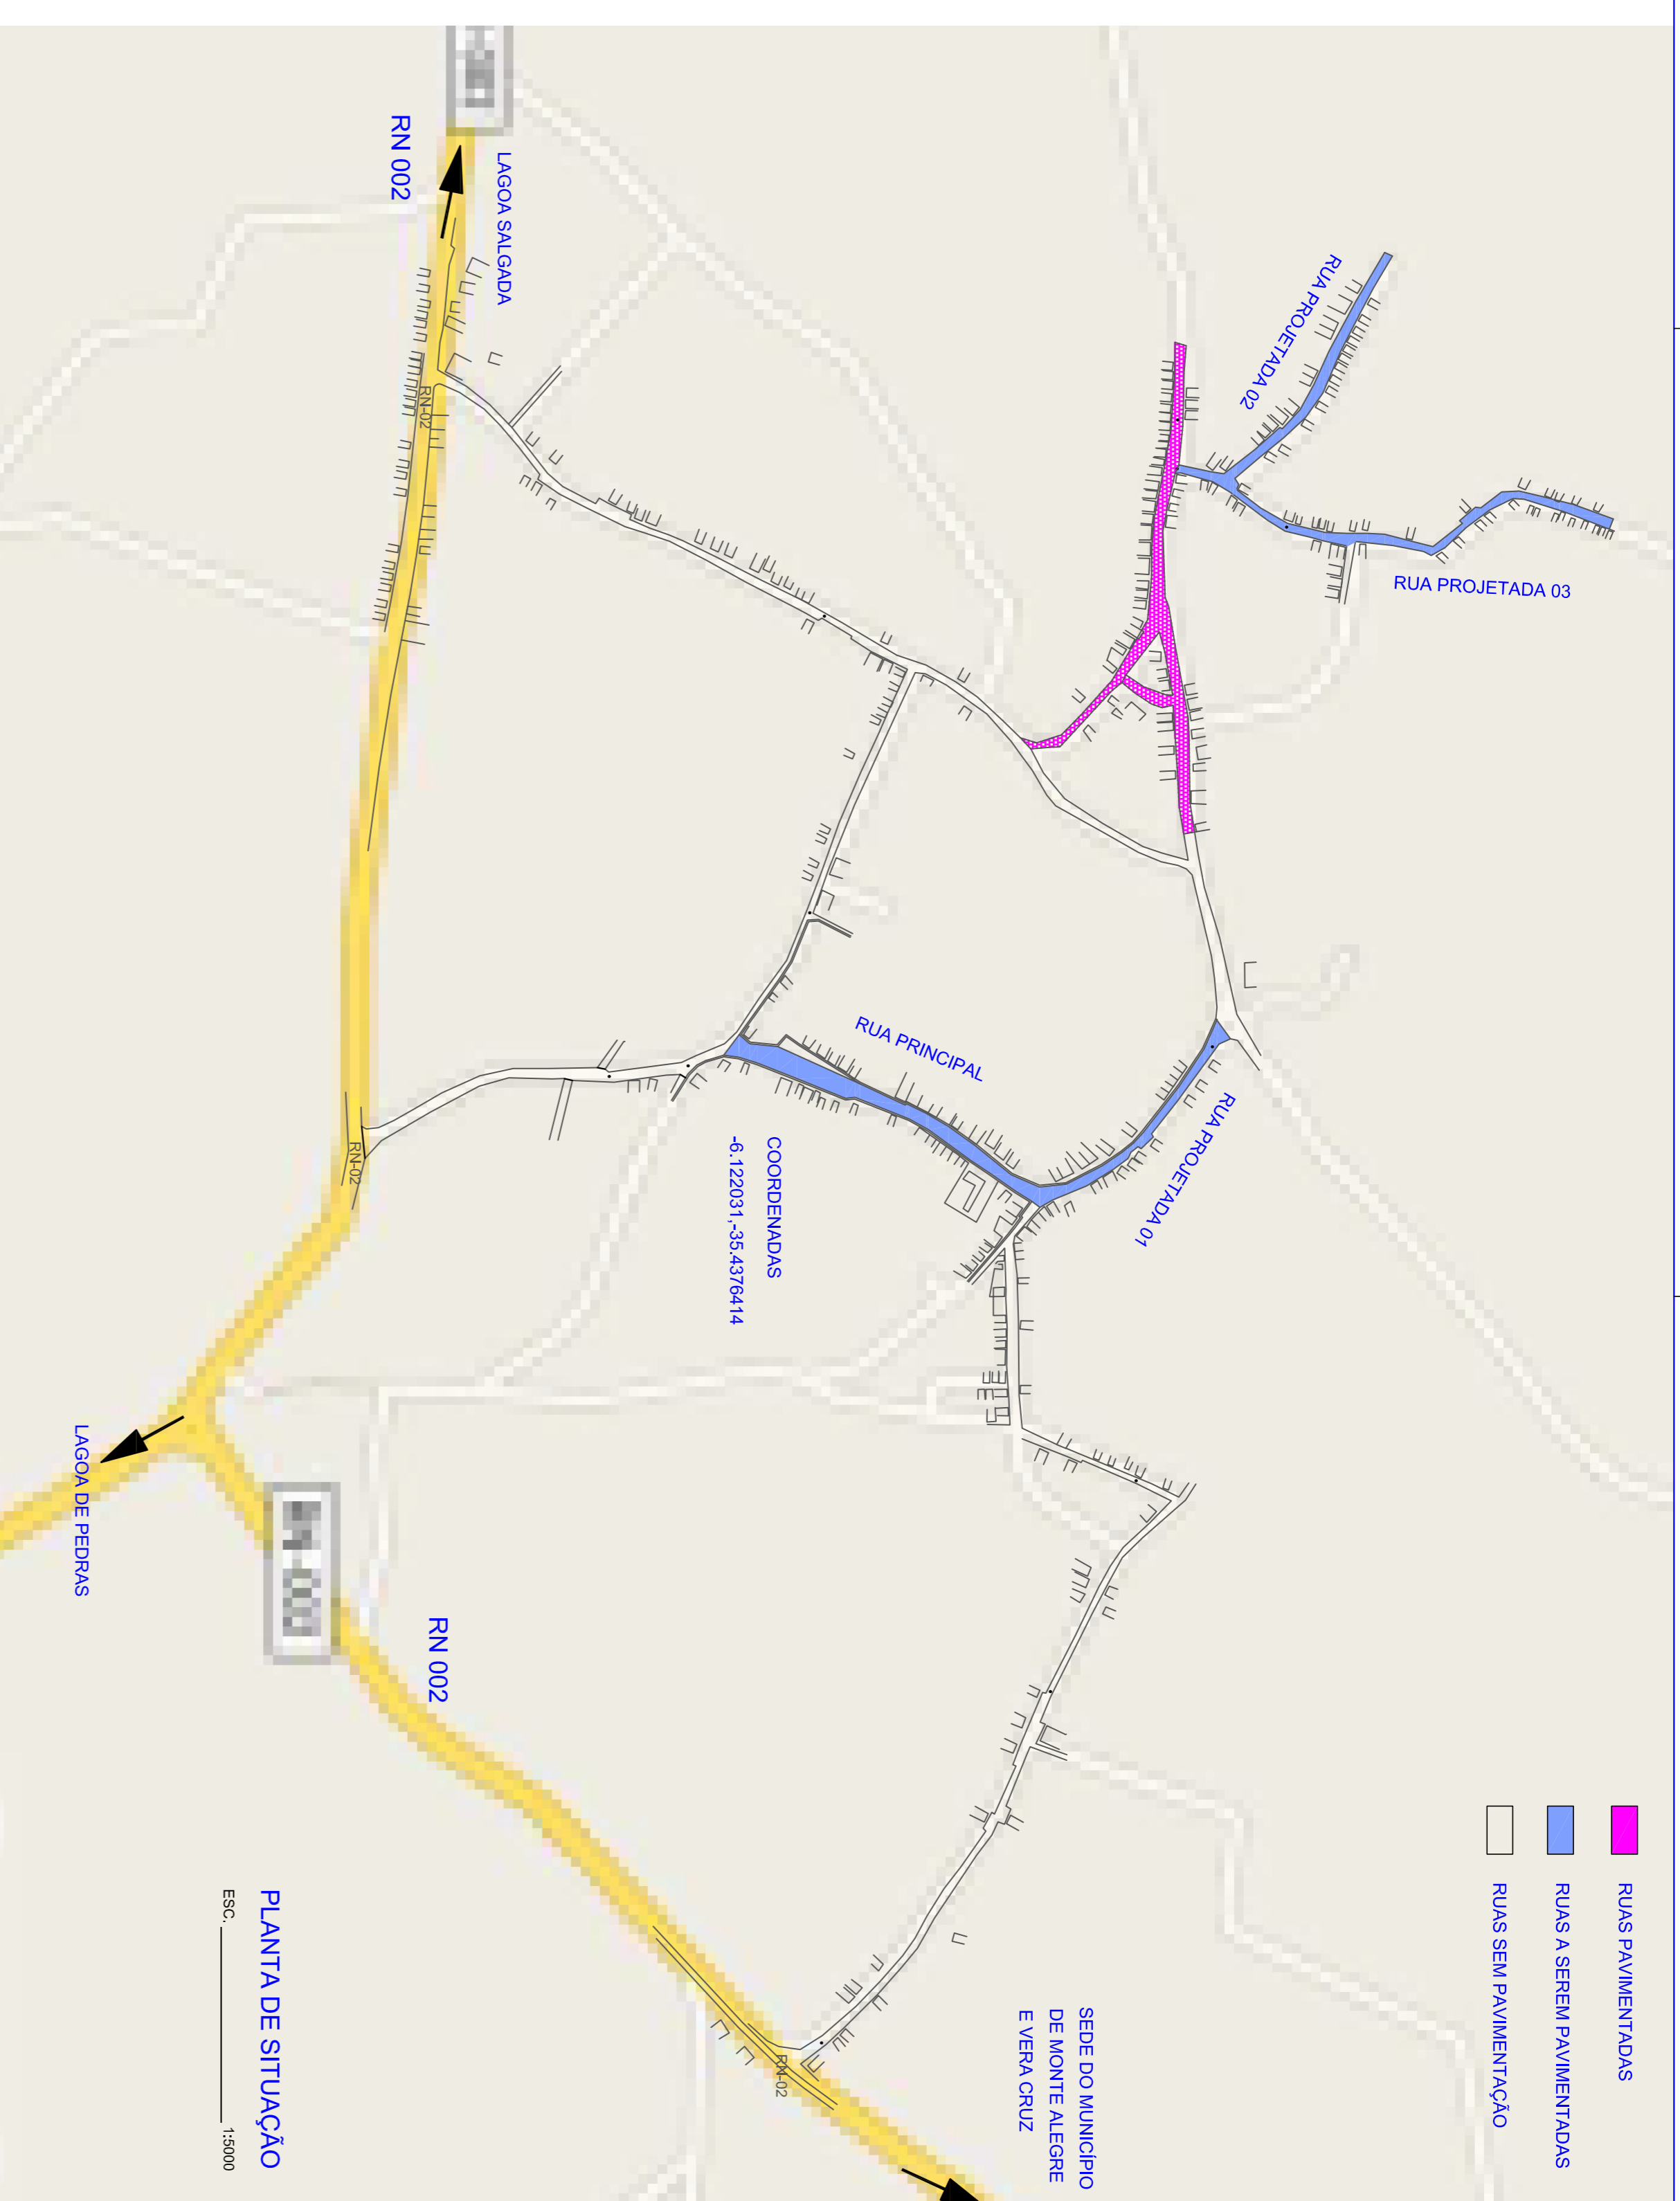 RUAS PAVIMENTADAS
RUAS A SEREM PAVIMENTADAS
RUAS SEM PAVIMENTAÇÃO
RUA PROJETADA 03
RUA PROJETADA 02
RUA PROJETADA 01
RUA PRINCIPAL
COORDENADAS
-6.122031,-35.4376414
SEDE DO MUNICÍPIO
DE MONTE ALEGRE
E VERA CRUZ
LAGOA SALGADA
RN 002
RN-02
RN-02
RN 002
RN-02
LAGOA DE PEDRAS
PLANTA DE SITUAÇÃO
ESC. 1:5000